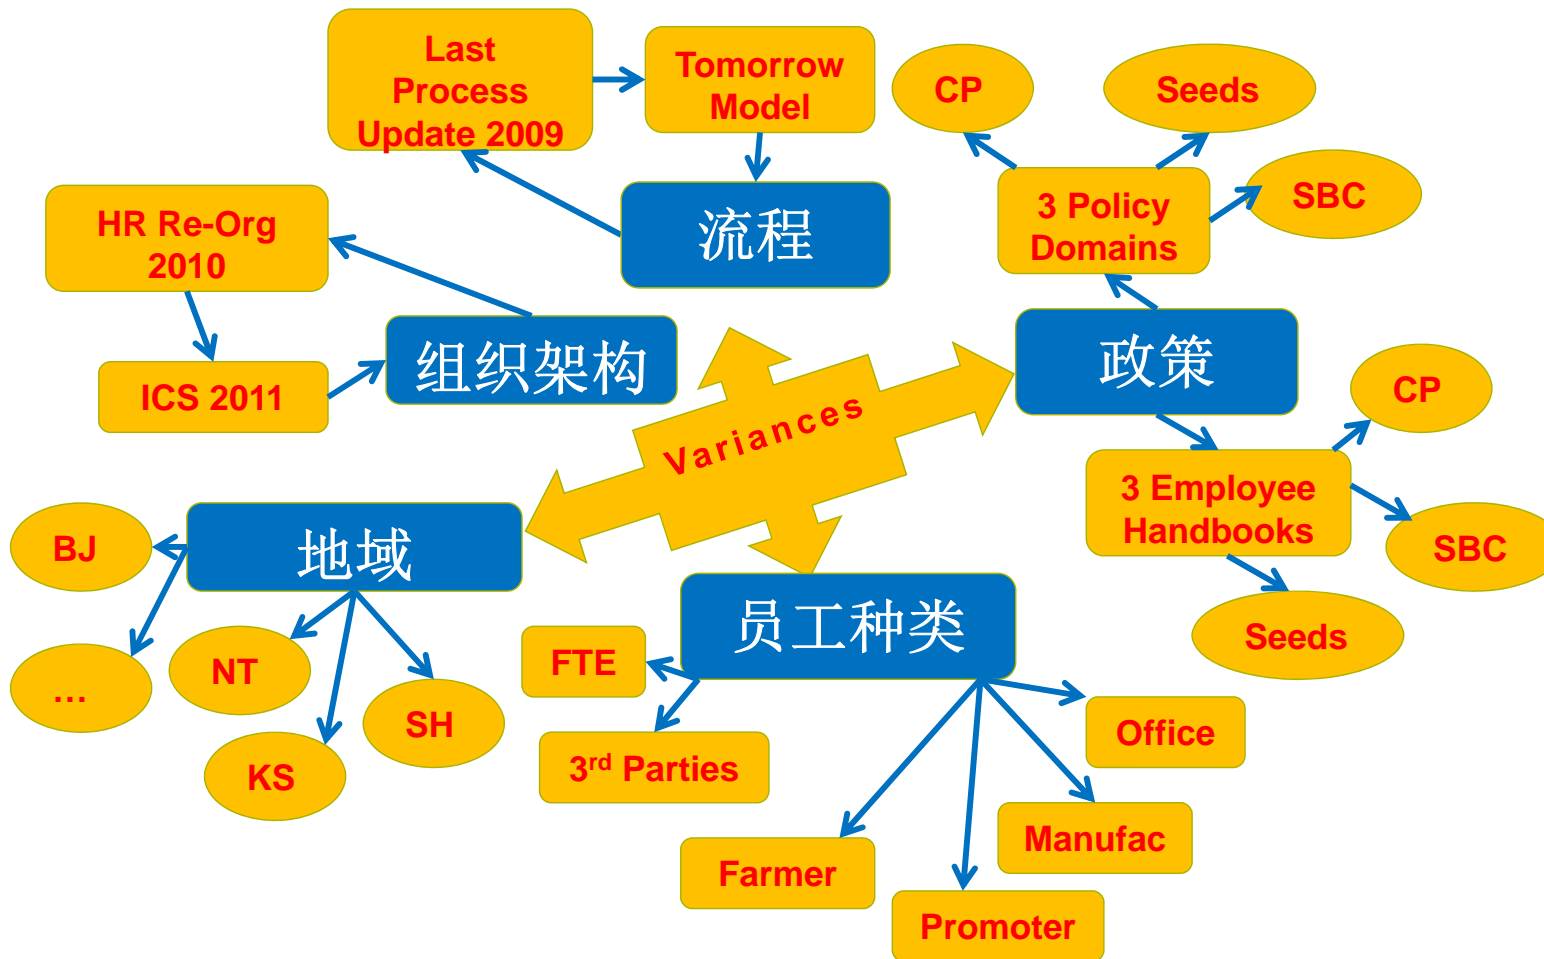 Last
Process
Update 2009
Tomorrow
Model
流程
CP
Seeds
SBC
3 Policy
Domains
HR Re-Org
2010
ICS 2011
组织架构
政策
Variances
CP
3 Employee
Handbooks
SBC
Seeds
地域
BJ
…
NT
KS
SH
员工种类
FTE
3rd Parties
Farmer
Promoter
Manufac
Office